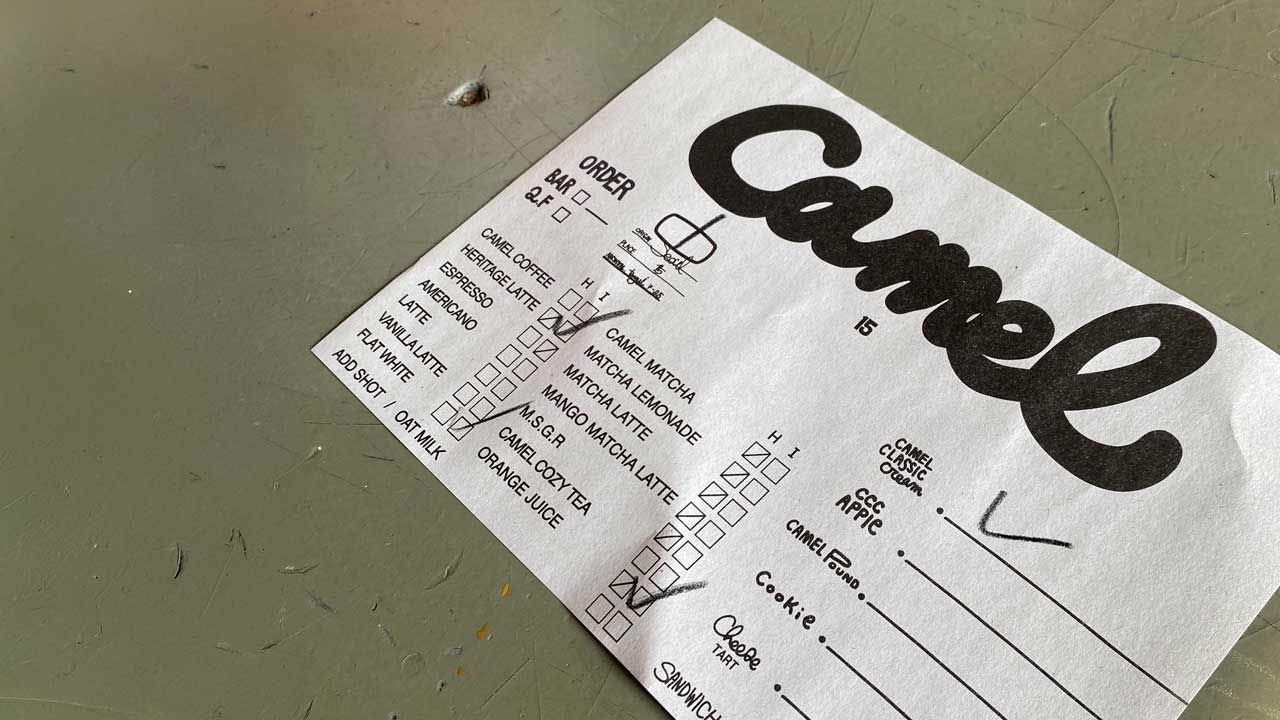 Camel
15
ORDER
BAR
2.F
H I
CAMEL COFFEE
HERITAGE LATTE
ESPRESSO
AMERICANO
LATTE
VANILLA LATTE
FLAT WHITE
ADD SHOT / OAT MILK
H I
CAMEL MATCHA
MATCHA LEMONADE
MATCHA LATTE
MANGO MATCHA LATTE
M.S.G.R
CAMEL COZY TEA
ORANGE JUICE
CAMEL
CLASSIC
Cream
CCC
APPLE
CAMEL POUND
Cookie
Cheese
TART
SANDWICH